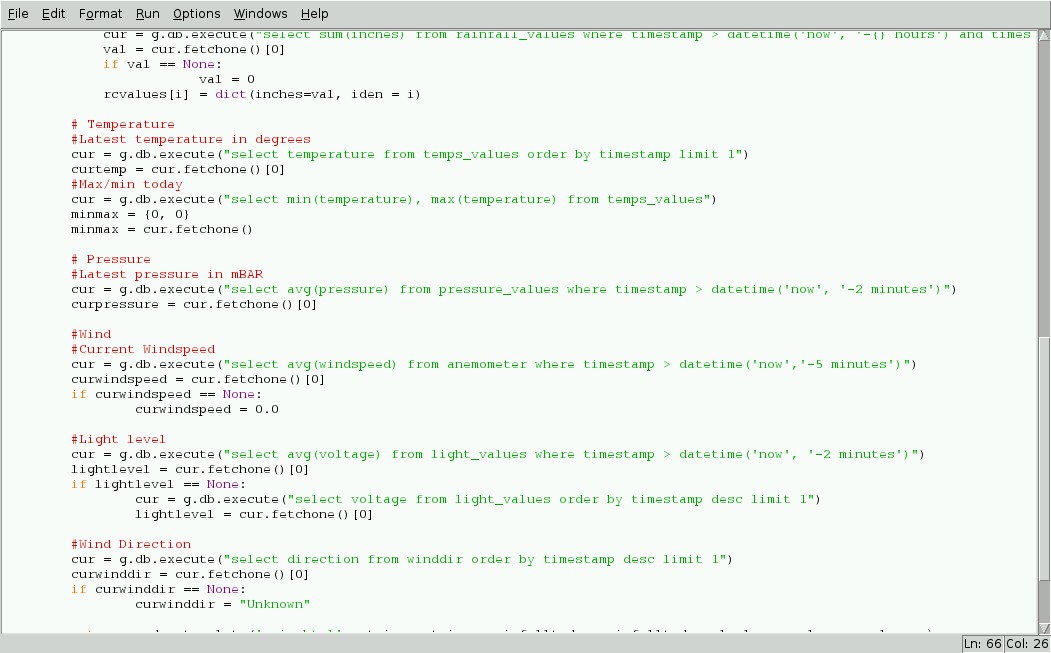 File Edit Format Run Options Windows Help
cur = g.db.execute("select sum(inches) from rainfall_values where timestamp > datetime('now', '-{} hours') and times
val = cur.fetchone()[0]
if val == None:
val = 0
rcvalues[i] = dict(inches=val, iden = i)
# Temperature
#Latest temperature in degrees
cur = g.db.execute("select temperature from temps_values order by timestamp limit 1")
curtemp = cur.fetchone()[0]
#Max/min today
cur = g.db.execute("select min(temperature), max(temperature) from temps_values")
minmax = {0, 0}
minmax = cur.fetchone()
# Pressure
#Latest pressure in mBAR
cur = g.db.execute("select avg(pressure) from pressure_values where timestamp > datetime('now', '-2 minutes')")
curpressure = cur.fetchone()[0]
#Wind
#Current Windspeed
cur = g.db.execute("select avg(windspeed) from anemometer where timestamp > datetime('now','-5 minutes')")
curwindspeed = cur.fetchone()[0]
if curwindspeed == None:
curwindspeed = 0.0
#Light level
cur = g.db.execute("select avg(voltage) from light_values where timestamp > datetime('now', '-2 minutes')")
lightlevel = cur.fetchone()[0]
if lightlevel == None:
cur = g.db.execute("select voltage from light_values order by timestamp desc limit 1")
lightlevel = cur.fetchone()[0]
#Wind Direction
cur = g.db.execute("select direction from winddir order by timestamp desc limit 1")
curwinddir = cur.fetchone()[0]
if curwinddir == None:
curwinddir = "Unknown"
Ln: 66 Col: 26